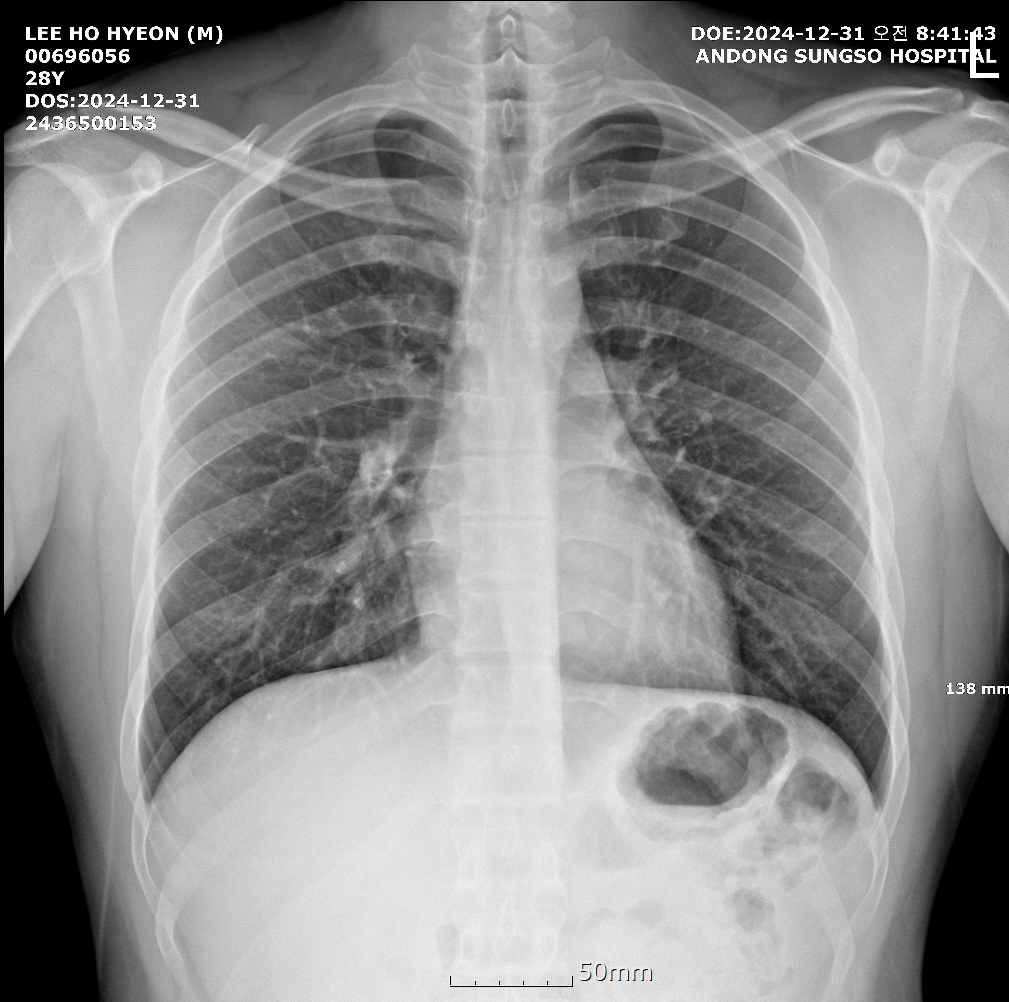 LEE HO HYEON (M)
00696056
28Y
DOS:2024-12-31
2436500153
DOE:2024-12-31 오전 8:41:43
ANDONG SUNGSO HOSPITAL
L
138 mm
50mm